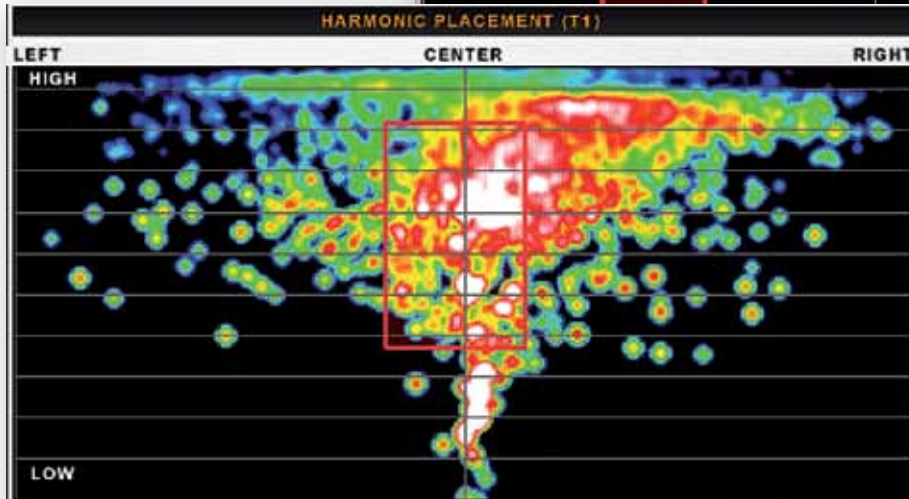 HARMONIC PLACEMENT (T1)
LEFT CENTER RIGHT
HIGH
LOW